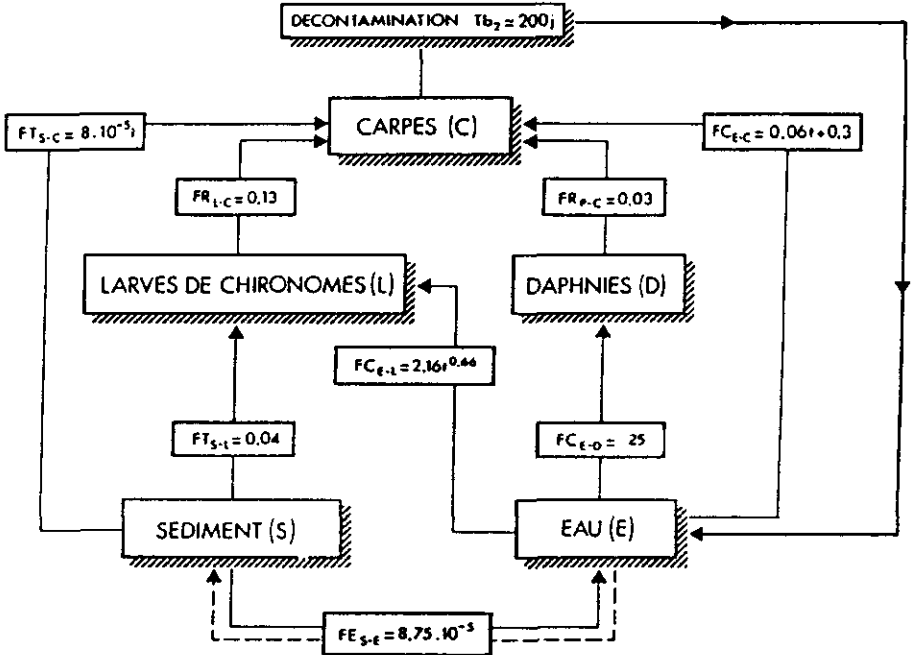 DECONTAMINATION Tb₂ = 200j
CARPES (C)
FT_S-C = 8.10⁻⁵j
FC_E-C = 0,06t+0,3
FR_L-C = 0,13
FR_P-C = 0,03
LARVES DE CHIRONOMES (L)
DAPHNIES (D)
FC_E-L = 2,16t^0.66
FT_S-L = 0,04
FC_E-D = 25
SEDIMENT (S)
EAU (E)
FE_S-E = 8,75.10⁻⁵